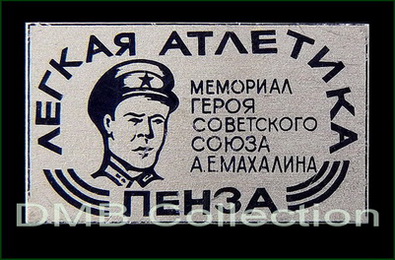 ЛЕГКАЯ АТЛЕТИКА
МЕМОРИАЛ
ГЕРОЯ
СОВЕТСКОГО
СОЮЗА
А.Е.МАХАЛИНА
ПЕНЗА
DMB Collection